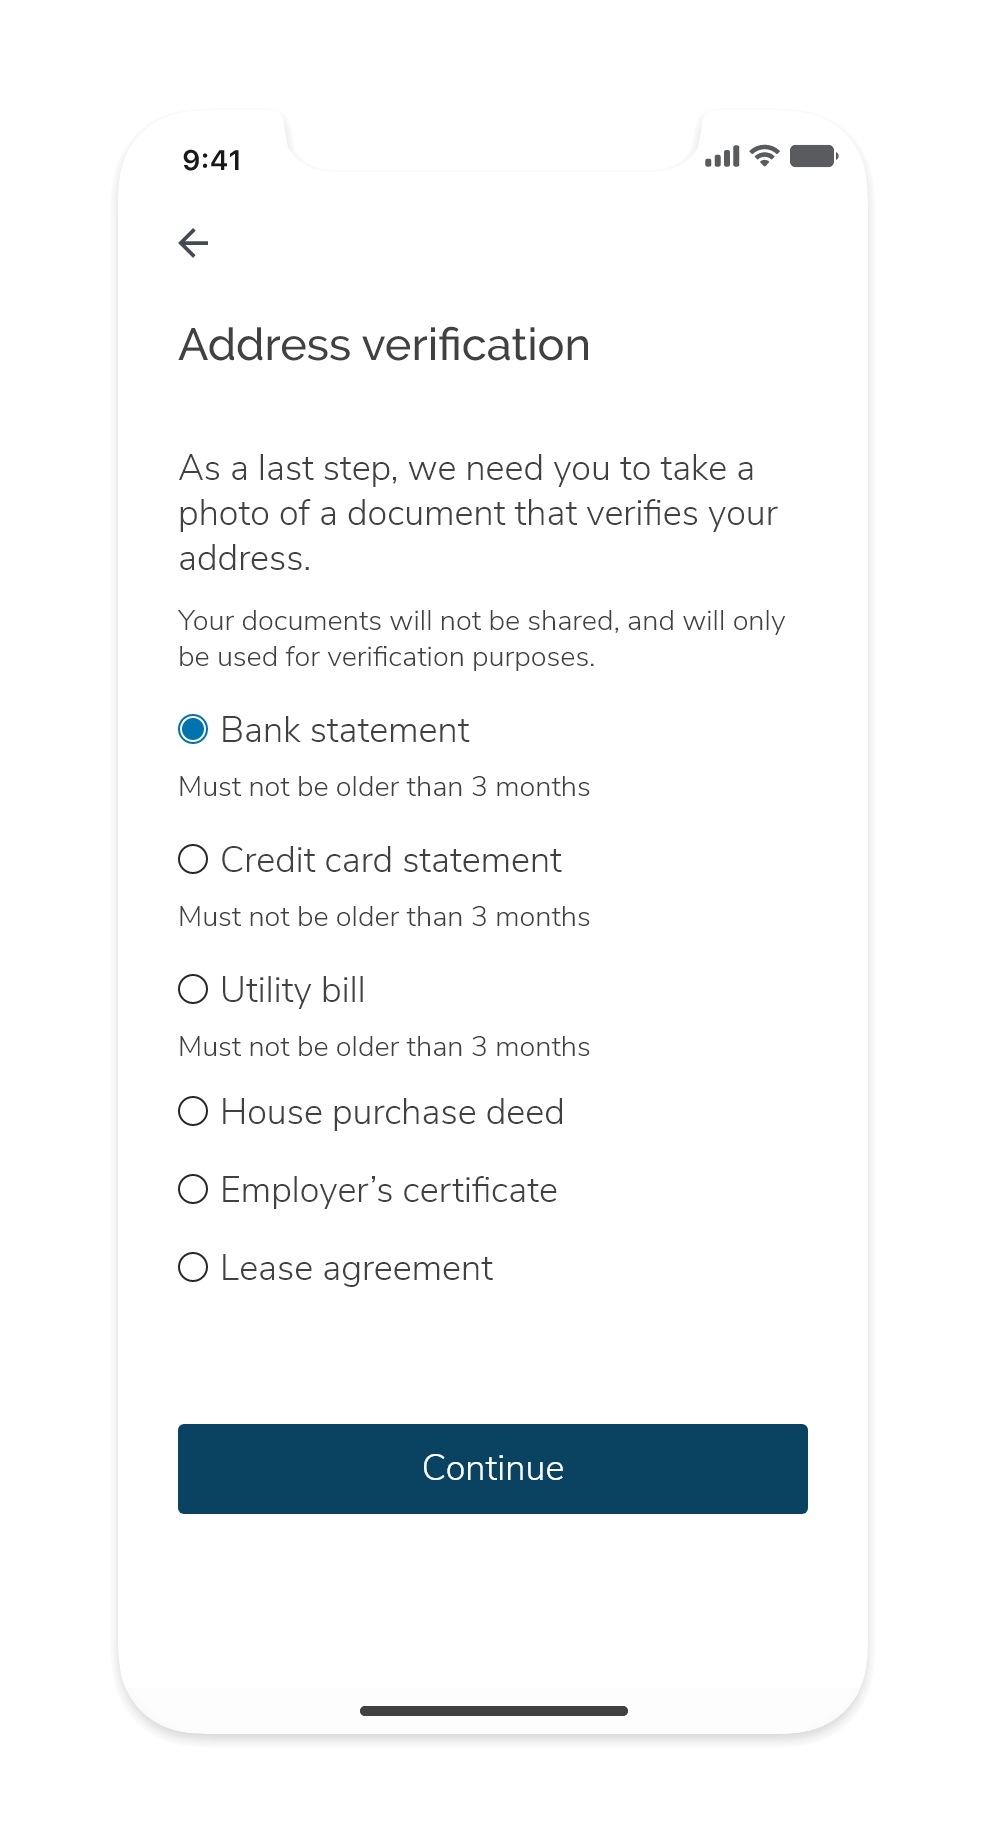 9:41
Address verification
As a last step, we need you to take a
photo of a document that verifies your
address.
Your documents will not be shared, and will only
be used for verification purposes.
Bank statement
Must not be older than 3 months
Credit card statement
Must not be older than 3 months
Utility bill
Must not be older than 3 months
House purchase deed
Employer’s certificate
Lease agreement
Continue